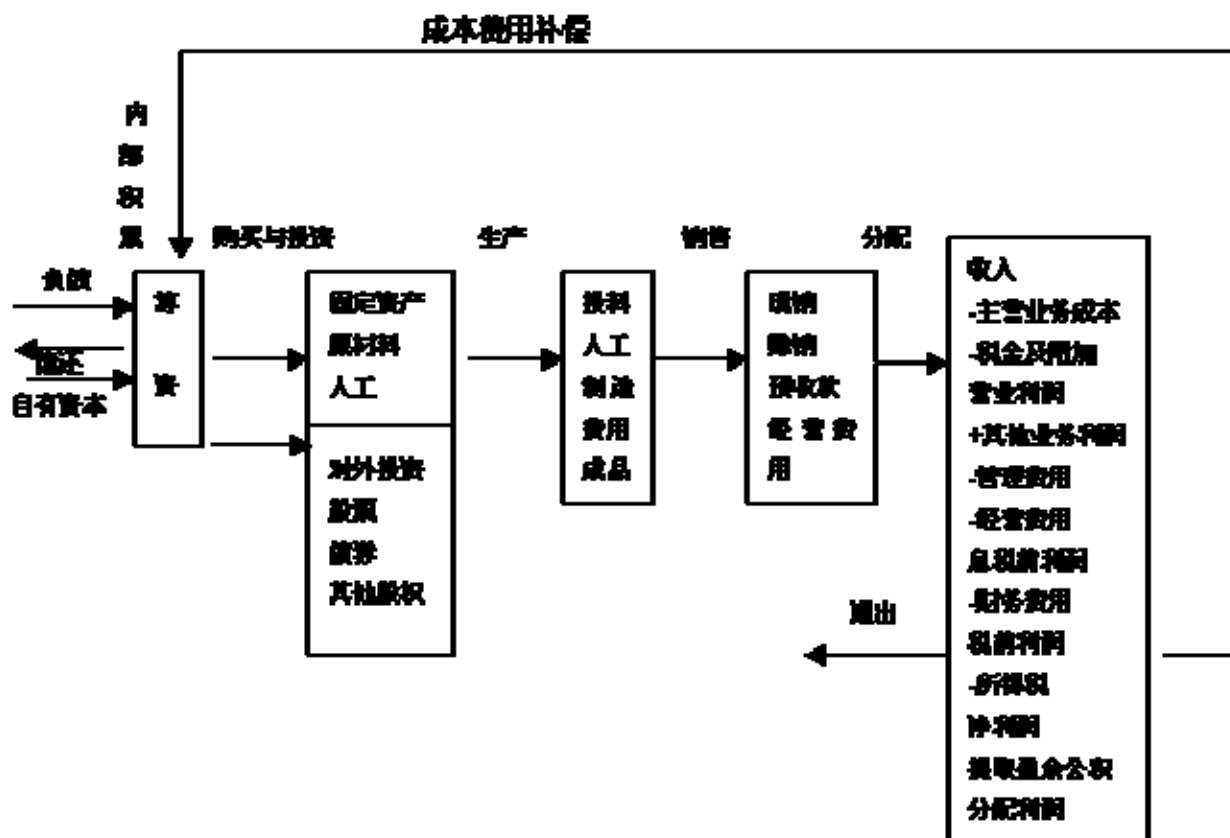 成本费用补偿
内部积累
购买与投资
生产
销售
分配
负债
偿还
自有资本
筹资
固定资产
原材料
人工
对外投资
股票
债券
其他股权
投料
人工
制造
费用
成品
现销
赊销
预收款
经营费
用
收入
-主营业务成本
-税金及附加
营业利润
+其他业务利润
-管理费用
-经营费用
息税前利润
-财务费用
税前利润
-所得税
净利润
提取盈余公积
分配利润
退出